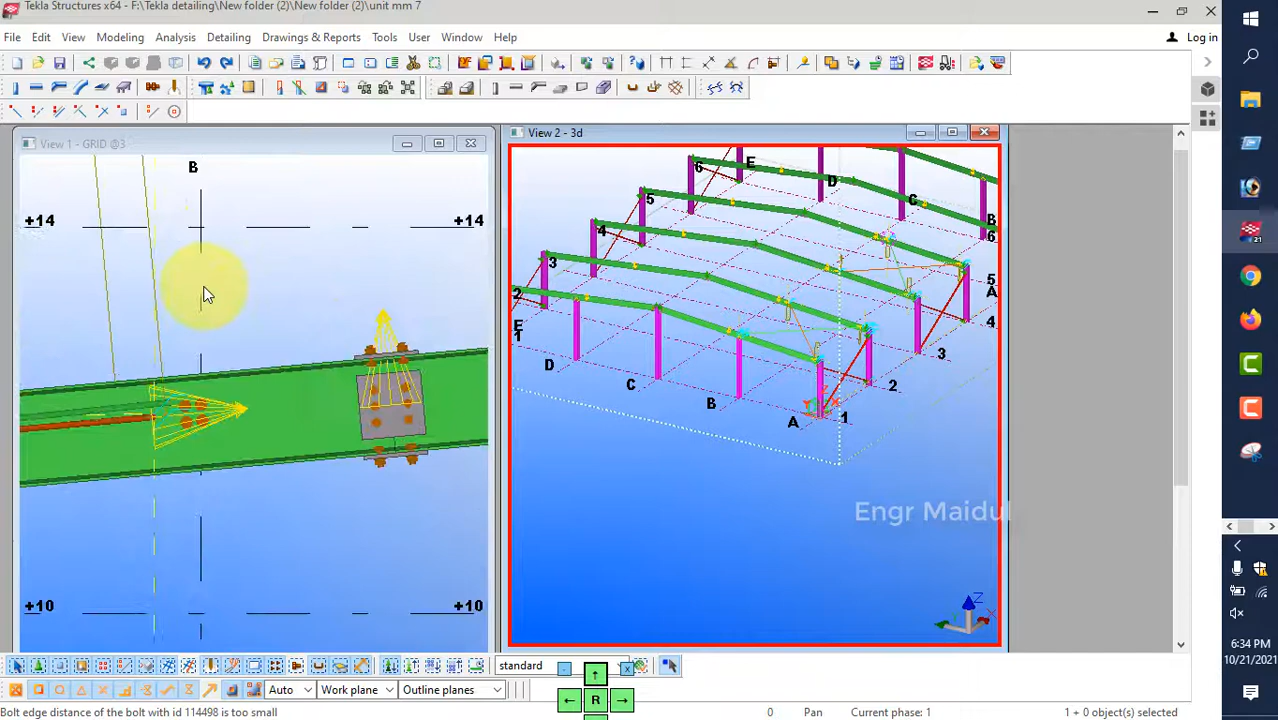 Tekla Structures x64 - F:\Tekla detailing\New folder (2)\New folder (2)\unit mm 7
File Edit View Modeling Analysis Detailing Drawings & Reports Tools User Window Help
Log in
View 1 - GRID @3
View 2 - 3d
B
+14 +14
+10 +10
6 E
5 D
4 C
3 B
6
2 5
E A
1 4
D 3
C 2
B 1
A
Z
X
Engr Maidul
standard
Auto Work plane Outline planes
R
Bolt edge distance of the bolt with id 114498 is too small
0 Pan Current phase: 1 1 + 0 object(s) selected
21
6:34 PM
10/21/2021